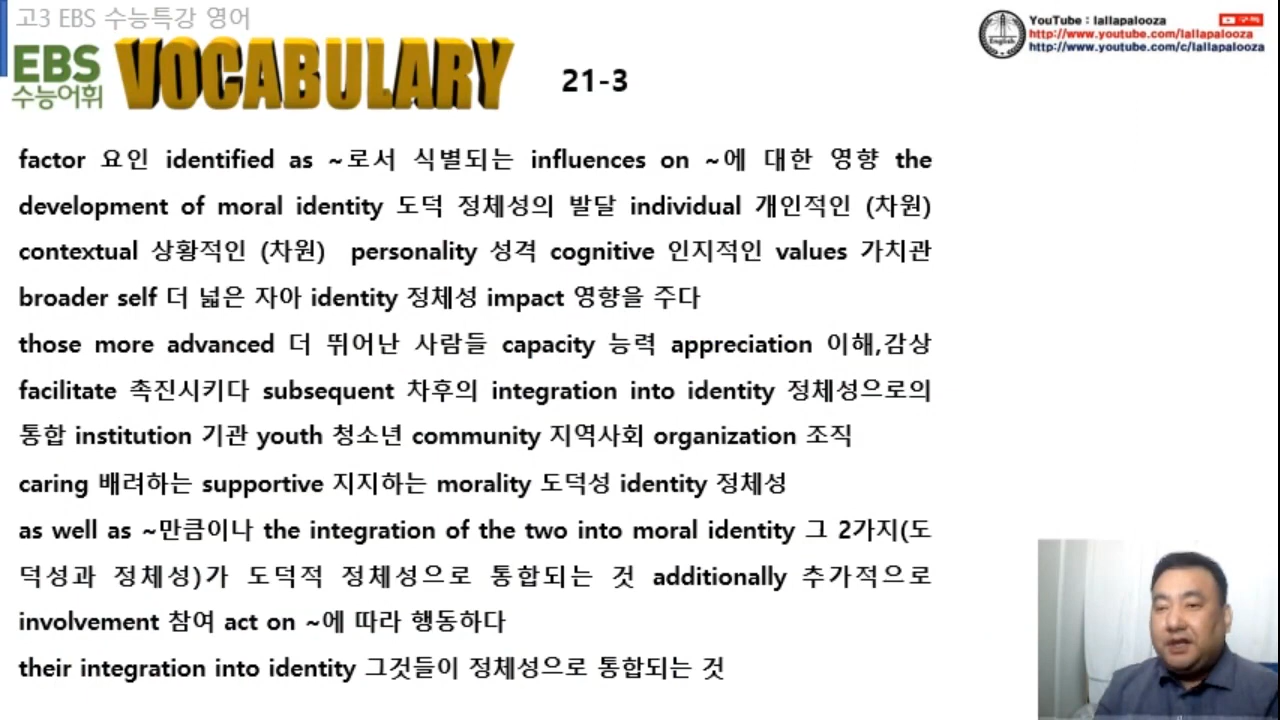 고3 EBS 수능특강 영어
EBS
수능어휘
VOCABULARY
21-3
English
YouTube : lallapalooza
구독
http://www.youtube.com/lallapalooza
http://www.youtube.com/c/lallapalooza
factor 요인 identified as ~로서 식별되는 influences on ~에 대한 영향 the
development of moral identity 도덕 정체성의 발달 individual 개인적인 (차원)
contextual 상황적인 (차원) personality 성격 cognitive 인지적인 values 가치관
broader self 더 넓은 자아 identity 정체성 impact 영향을 주다
those more advanced 더 뛰어난 사람들 capacity 능력 appreciation 이해,감상
facilitate 촉진시키다 subsequent 차후의 integration into identity 정체성으로의
통합 institution 기관 youth 청소년 community 지역사회 organization 조직
caring 배려하는 supportive 지지하는 morality 도덕성 identity 정체성
as well as ~만큼이나 the integration of the two into moral identity 그 2가지(도
덕성과 정체성)가 도덕적 정체성으로 통합되는 것 additionally 추가적으로
involvement 참여 act on ~에 따라 행동하다
their integration into identity 그것들이 정체성으로 통합되는 것